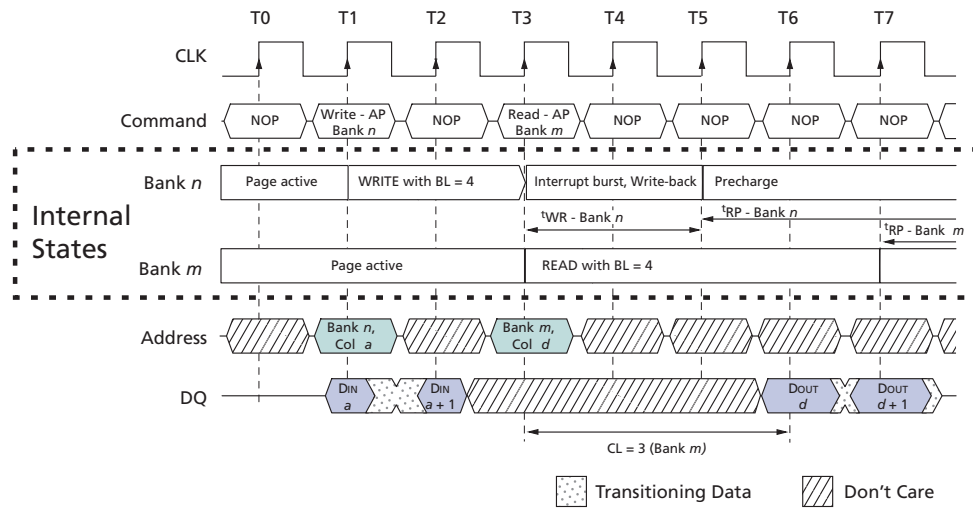 T0 T1 T2 T3 T4 T5 T6 T7
CLK
Command NOP Write - AP Bank n NOP Read - AP Bank m NOP NOP NOP NOP
Internal States
Bank n Page active WRITE with BL = 4 Interrupt burst, Write-back Precharge
tWR - Bank n tRP - Bank n
tRP - Bank m
Bank m Page active READ with BL = 4
Address Bank n, Col a Bank m, Col d
DQ DIN a DIN a + 1 DOUT d DOUT d + 1
CL = 3 (Bank m)
Transitioning Data Don't Care